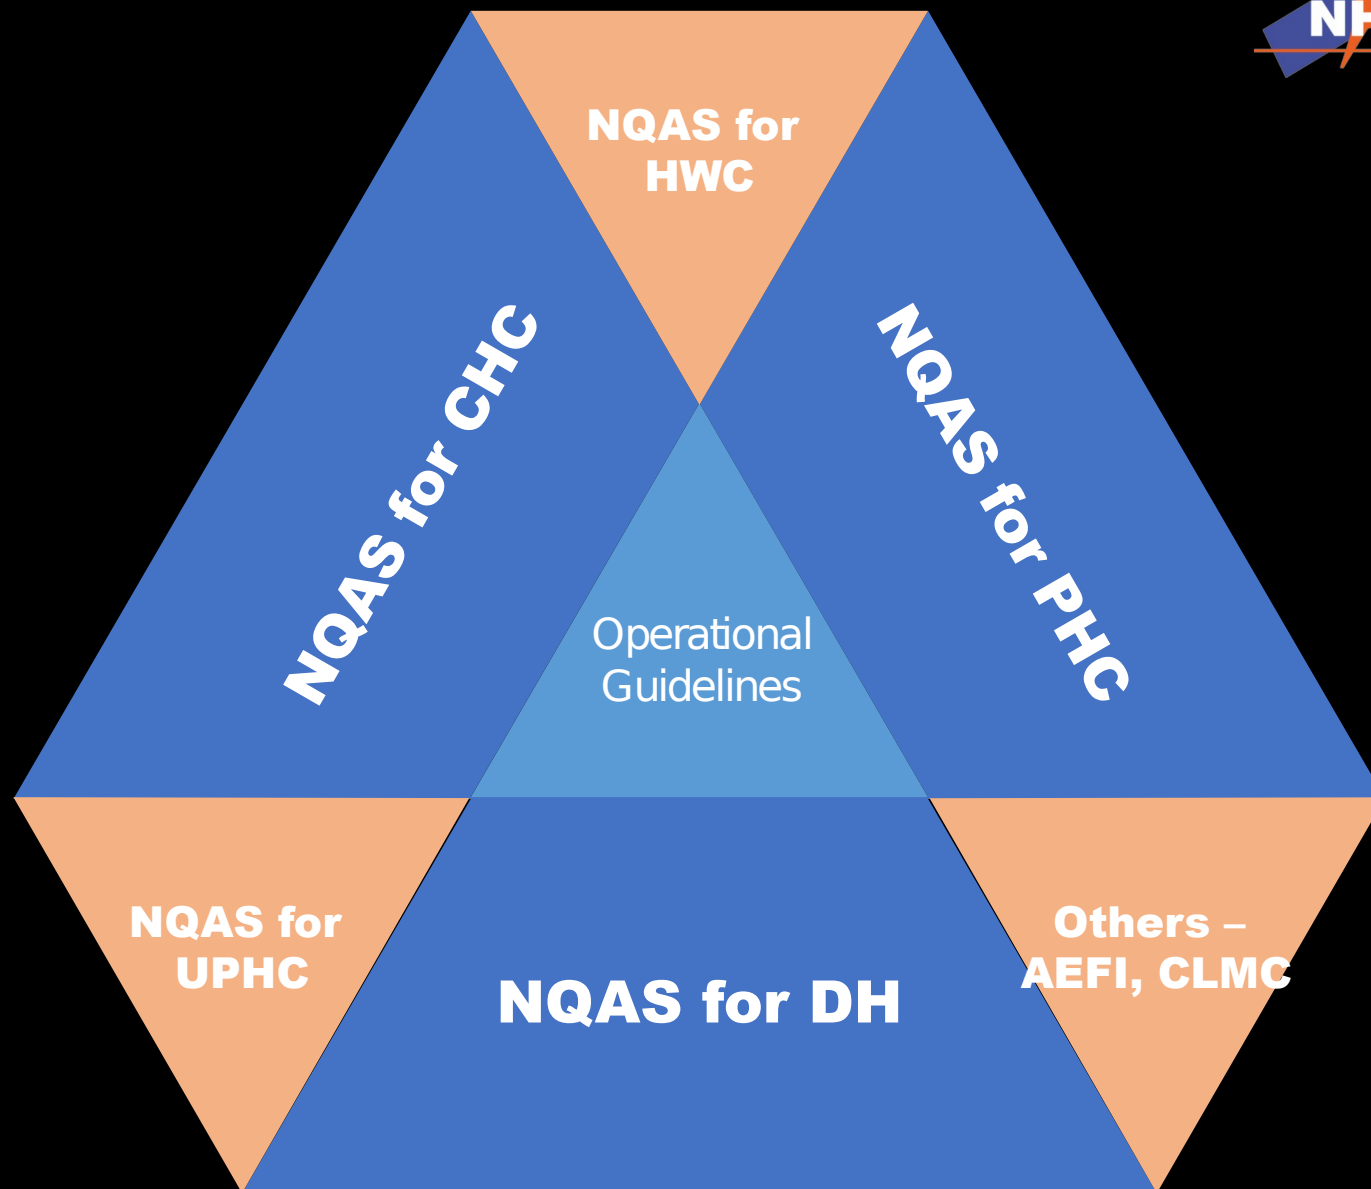 NH
NQAS for
HWC
NQAS for CHC
NQAS for PHC
Operational
Guidelines
NQAS for
UPHC
NQAS for DH
Others –
AEFI, CLMC